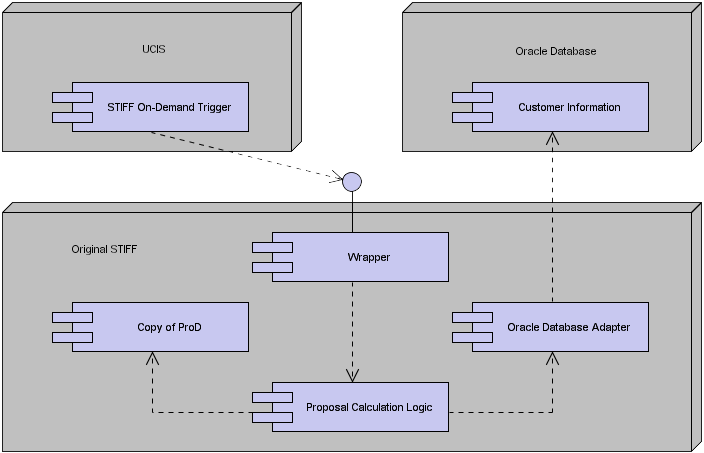 UCIS
Oracle Database
STIFF On-Demand Trigger
Customer Information
Original STIFF
Wrapper
Copy of ProD
Oracle Database Adapter
Proposal Calculation Logic